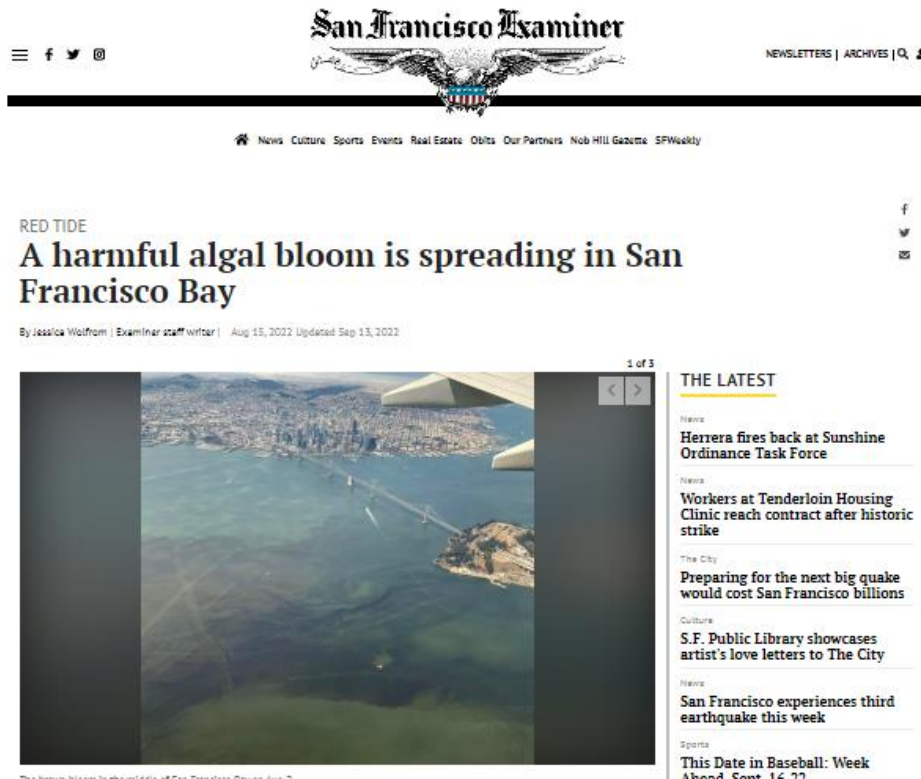 San Francisco Examiner
NEWSLETTERS | ARCHIVES |
News Culture Sports Events Real Estate Obits Our Partners Nob Hill Gazette SFWeekly
RED TIDE
A harmful algal bloom is spreading in San
Francisco Bay
By Jessica Wolfrom | Examiner staff writer | Aug 15, 2022 Updated Sep 13, 2022
1 of 3
THE LATEST
News
Herrera fires back at Sunshine
Ordinance Task Force
News
Workers at Tenderloin Housing
Clinic reach contract after historic
strike
The City
Preparing for the next big quake
would cost San Francisco billions
Culture
S.F. Public Library showcases
artist's love letters to The City
News
San Francisco experiences third
earthquake this week
Sports
This Date in Baseball: Week
Ahead, Sept. 16-22